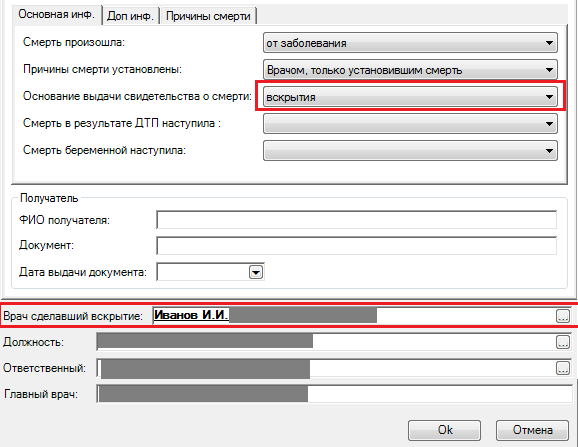 Основная инф. Доп инф. Причины смерти
Смерть произошла: от заболевания
Причины смерти установлены: Врачом, только установившим смерть
Основание выдачи свидетельства о смерти: вскрытия
Смерть в результате ДТП наступила :
Смерть беременной наступила:
Получатель
ФИО получателя:
Документ:
Дата выдачи документа:
Врач сделавший вскрытие: Иванов И.И. ...
Должность: ...
Ответственный: ...
Главный врач:
Ok Отмена